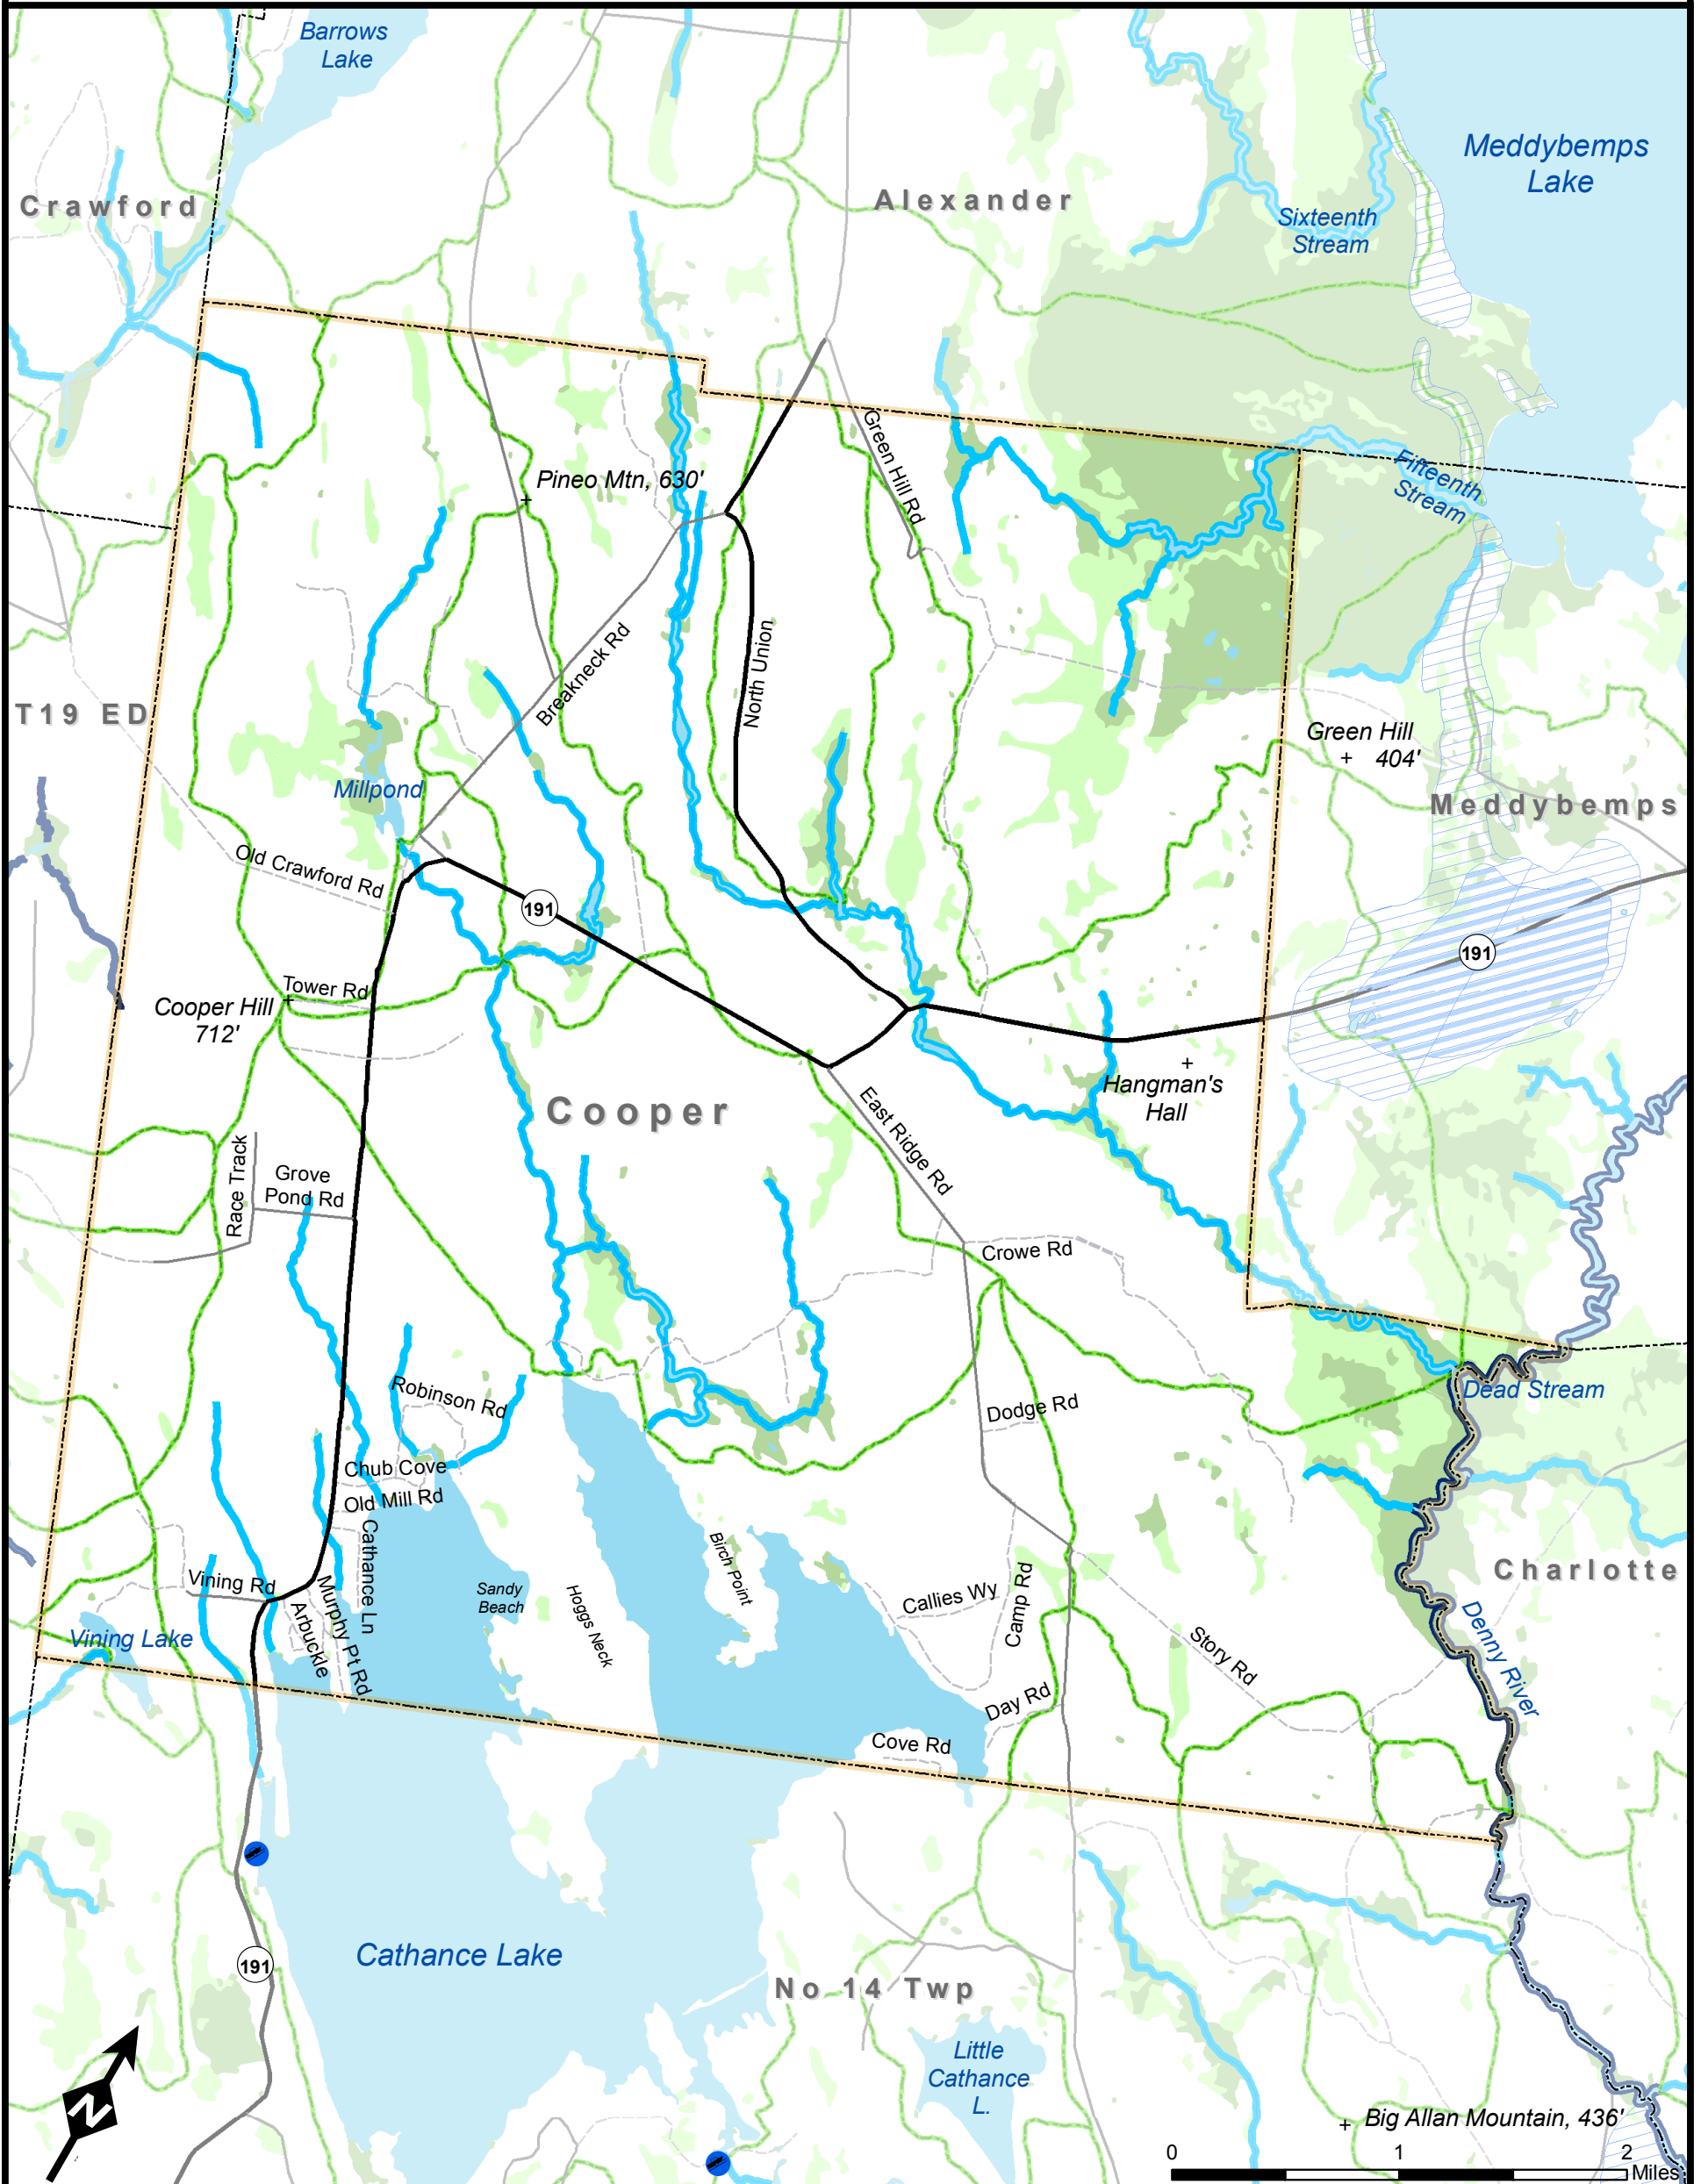 Barrows
Lake
Meddybemps
Lake
Crawford
Alexander
Sixteenth
Stream
Green Hill Rd
Fifteenth
Stream
Pineo Mtn, 630'
Breakneck Rd
North Union
T19 ED
Green Hill
404'
Millpond
Meddybemps
Old Crawford Rd
191
191
Tower Rd
Cooper Hill
712'
Hangman's
Hall
Cooper
East Ridge Rd
Race Track
Grove
Pond Rd
Crowe Rd
Robinson Rd
Dead Stream
Dodge Rd
Chub Cove
Old Mill Rd
Cathance Ln
Birch Point
Charlotte
Vining Rd
Sandy
Beach
Hoggs Neck
Callies Wy
Camp Rd
Murphy Pt Rd
Arbuckle
Vining Lake
Story Rd
Denny River
Day Rd
Cove Rd
Cathance Lake
191
No 14 Twp
Little
Cathance
L.
N
Big Allan Mountain, 436'
0 1 2
Miles